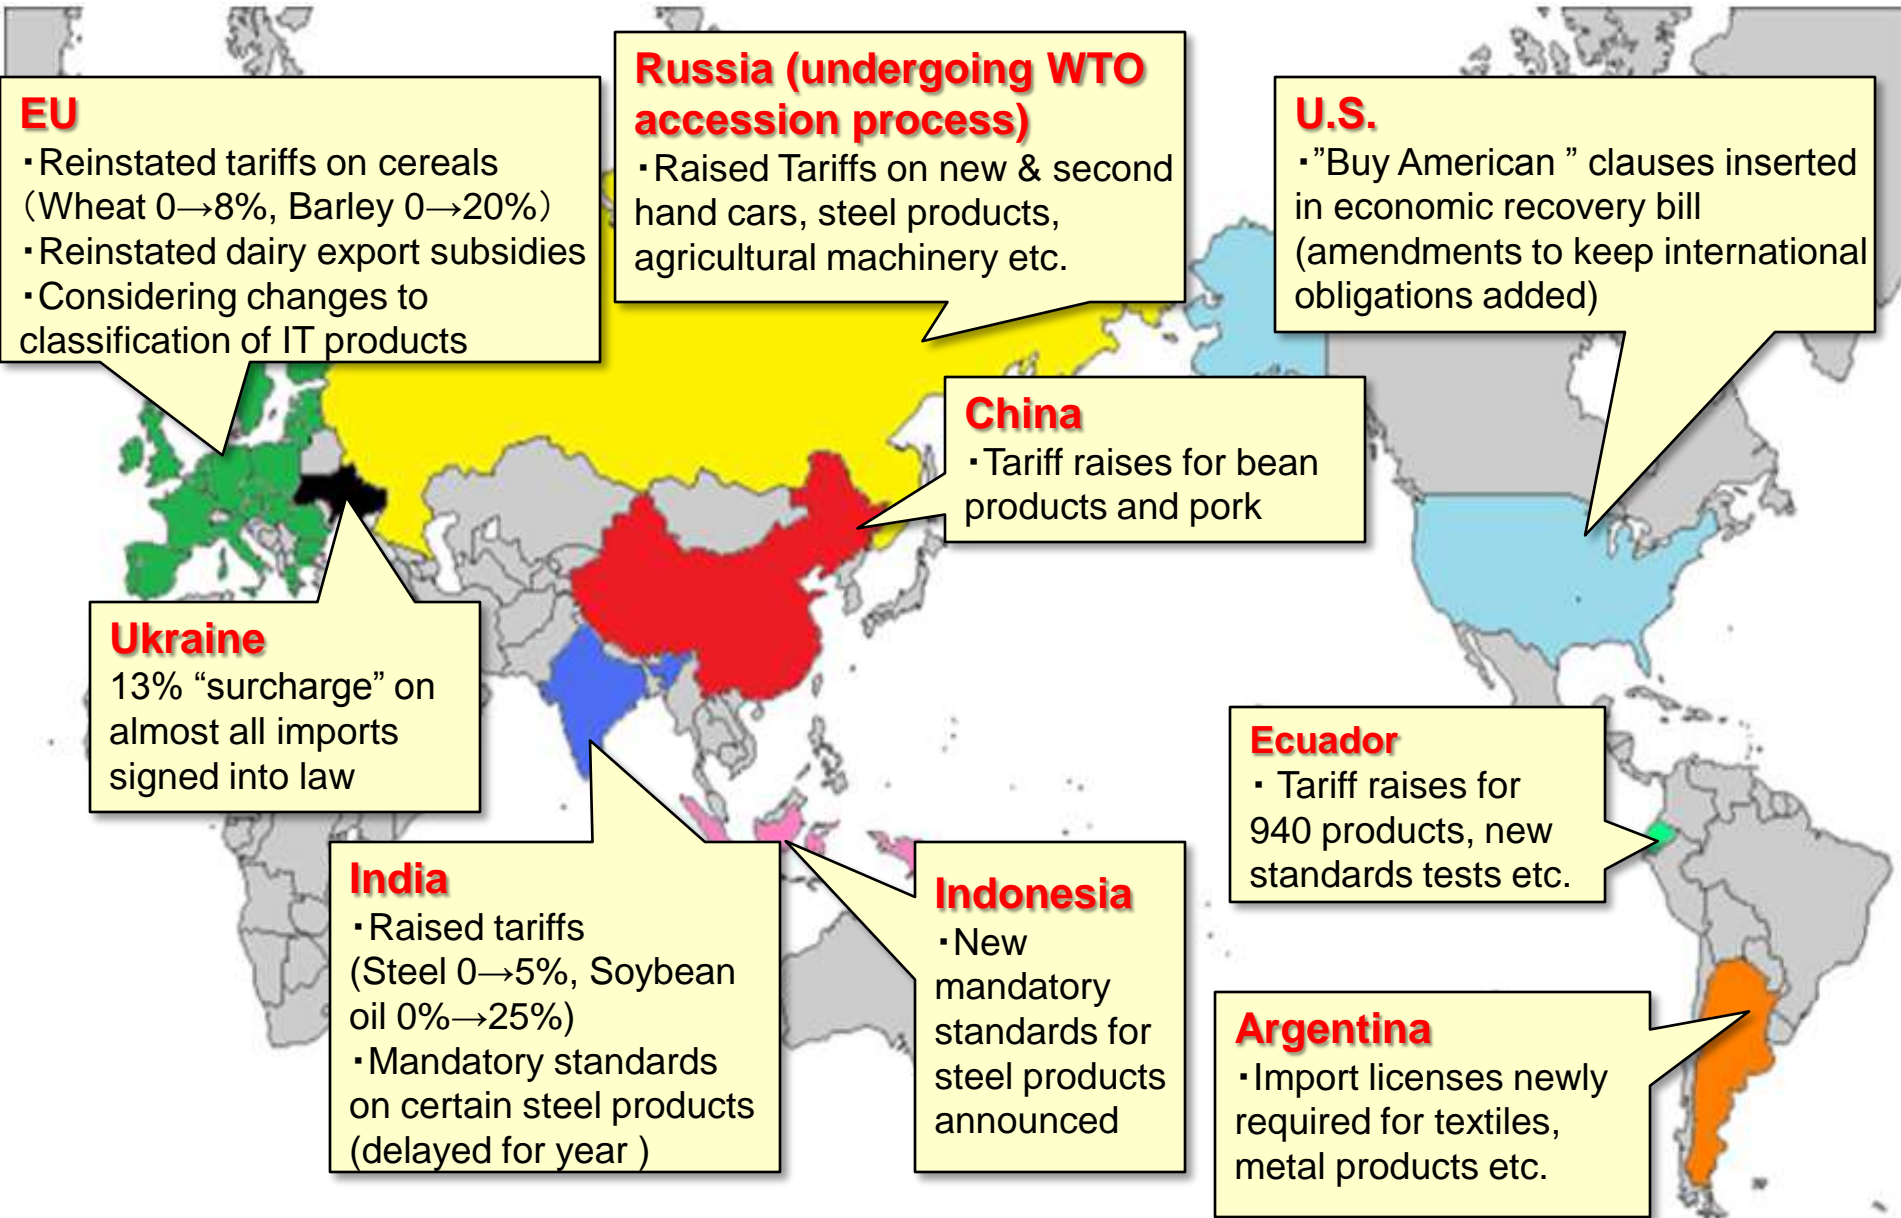 EU
・Reinstated tariffs on cereals
（Wheat 0→8%, Barley 0→20%）
・Reinstated dairy export subsidies
・Considering changes to
classification of IT products
Russia (undergoing WTO
accession process)
・Raised Tariffs on new & second
hand cars, steel products,
agricultural machinery etc.
U.S.
・”Buy American ” clauses inserted
in economic recovery bill
(amendments to keep international
obligations added)
China
・Tariff raises for bean
products and pork
Ukraine
13% “surcharge” on
almost all imports
signed into law
Ecuador
・ Tariff raises for
940 products, new
standards tests etc.
India
・Raised tariffs
(Steel 0→5%, Soybean
oil 0%→25%)
・Mandatory standards
on certain steel products
(delayed for year )
Indonesia
・New
mandatory
standards for
steel products
announced
Argentina
・Import licenses newly
required for textiles,
metal products etc.